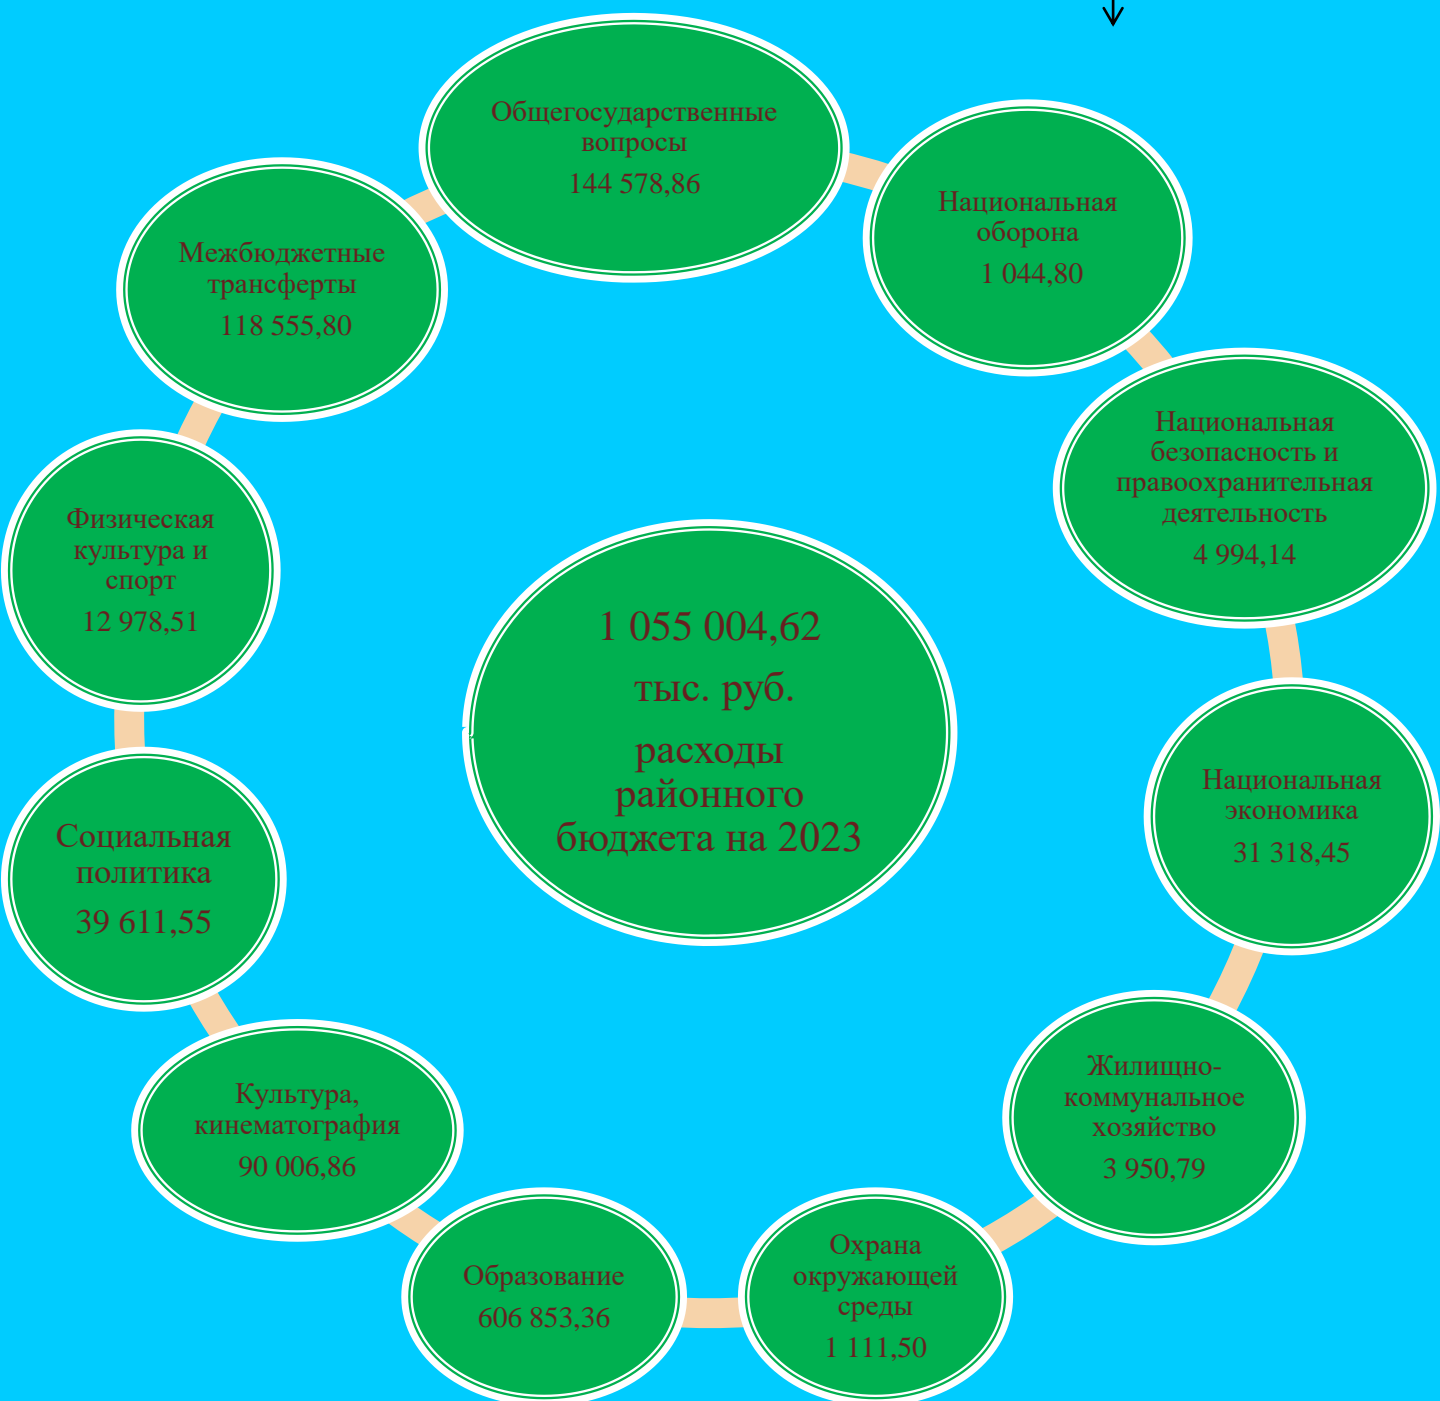 Общегосударственные
вопросы
144 578,86
Национальная
оборона
1 044,80
Национальная
безопасность и
правоохранительная
деятельность
4 994,14
Национальная
экономика
31 318,45
Жилищно-
коммунальное
хозяйство
3 950,79
Охрана
окружающей
среды
1 111,50
Образование
606 853,36
Культура,
кинематография
90 006,86
Социальная
политика
39 611,55
Физическая
культура и
спорт
12 978,51
Межбюджетные
трансферты
118 555,80
1 055 004,62
тыс. руб.
расходы
районного
бюджета на 2023